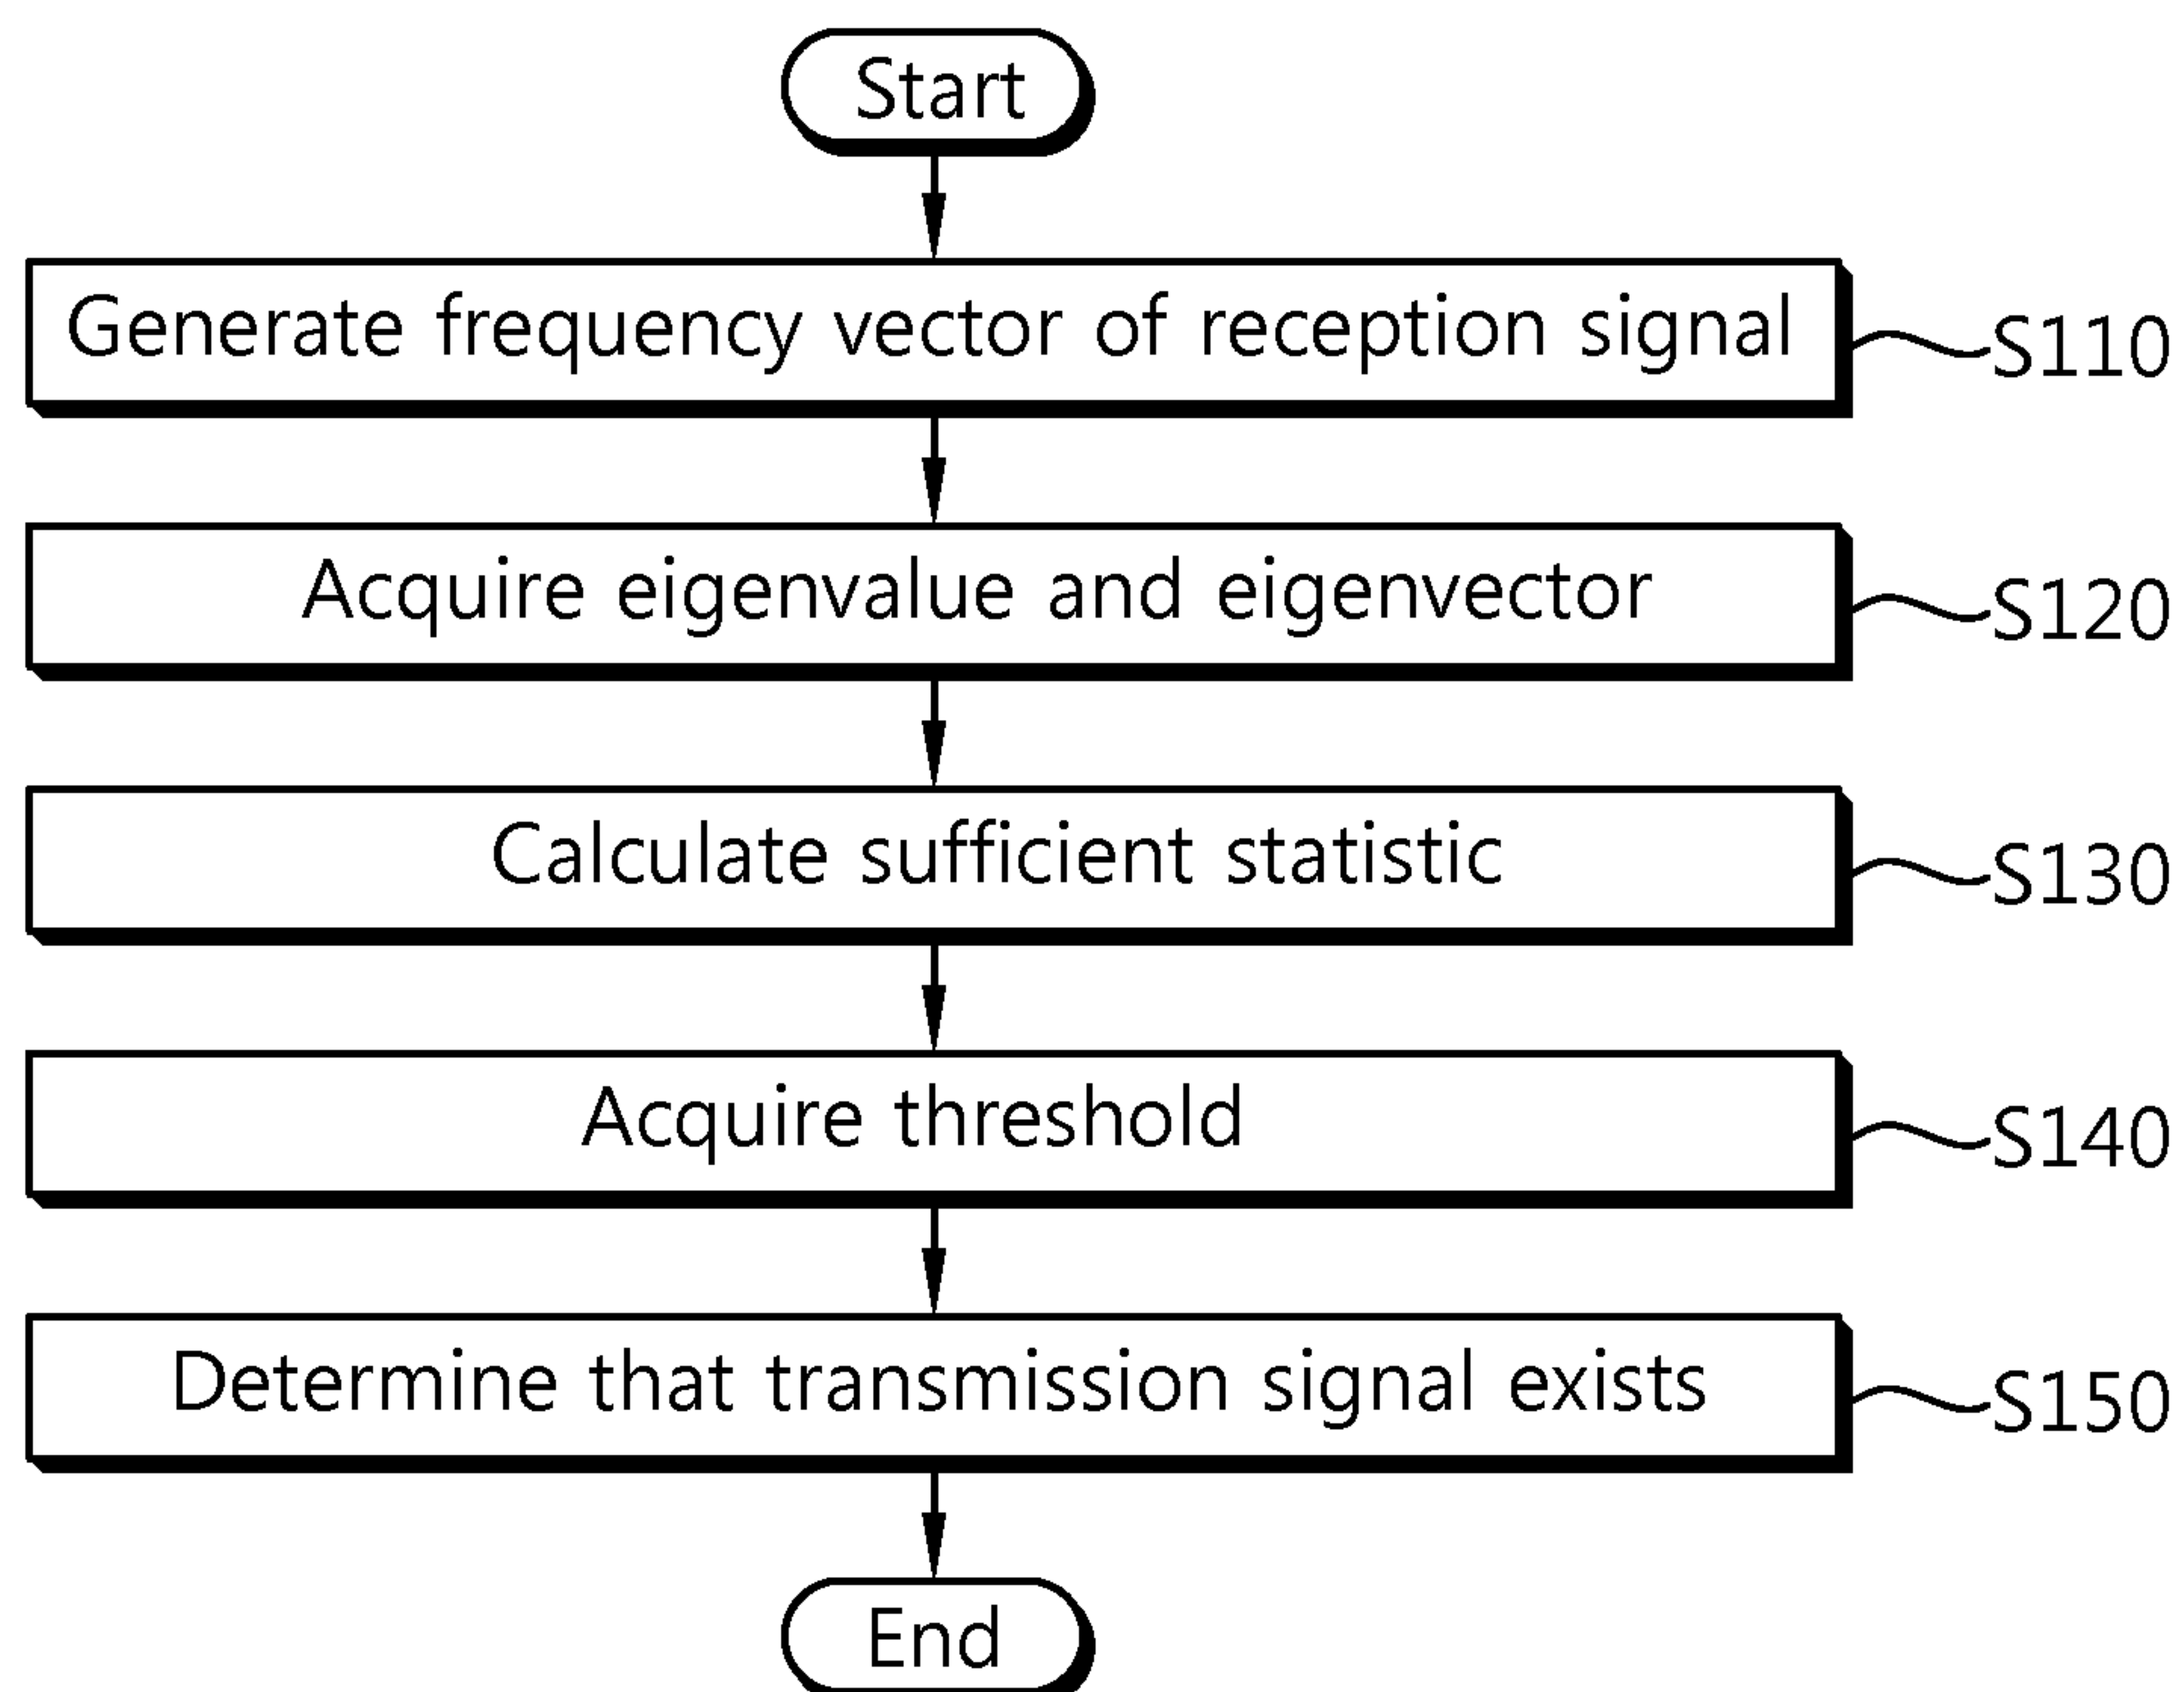 Start
Generate frequency vector of reception signal
S110
Acquire eigenvalue and eigenvector
S120
Calculate sufficient statistic
S130
Acquire threshold
S140
Determine that transmission signal exists
S150
End